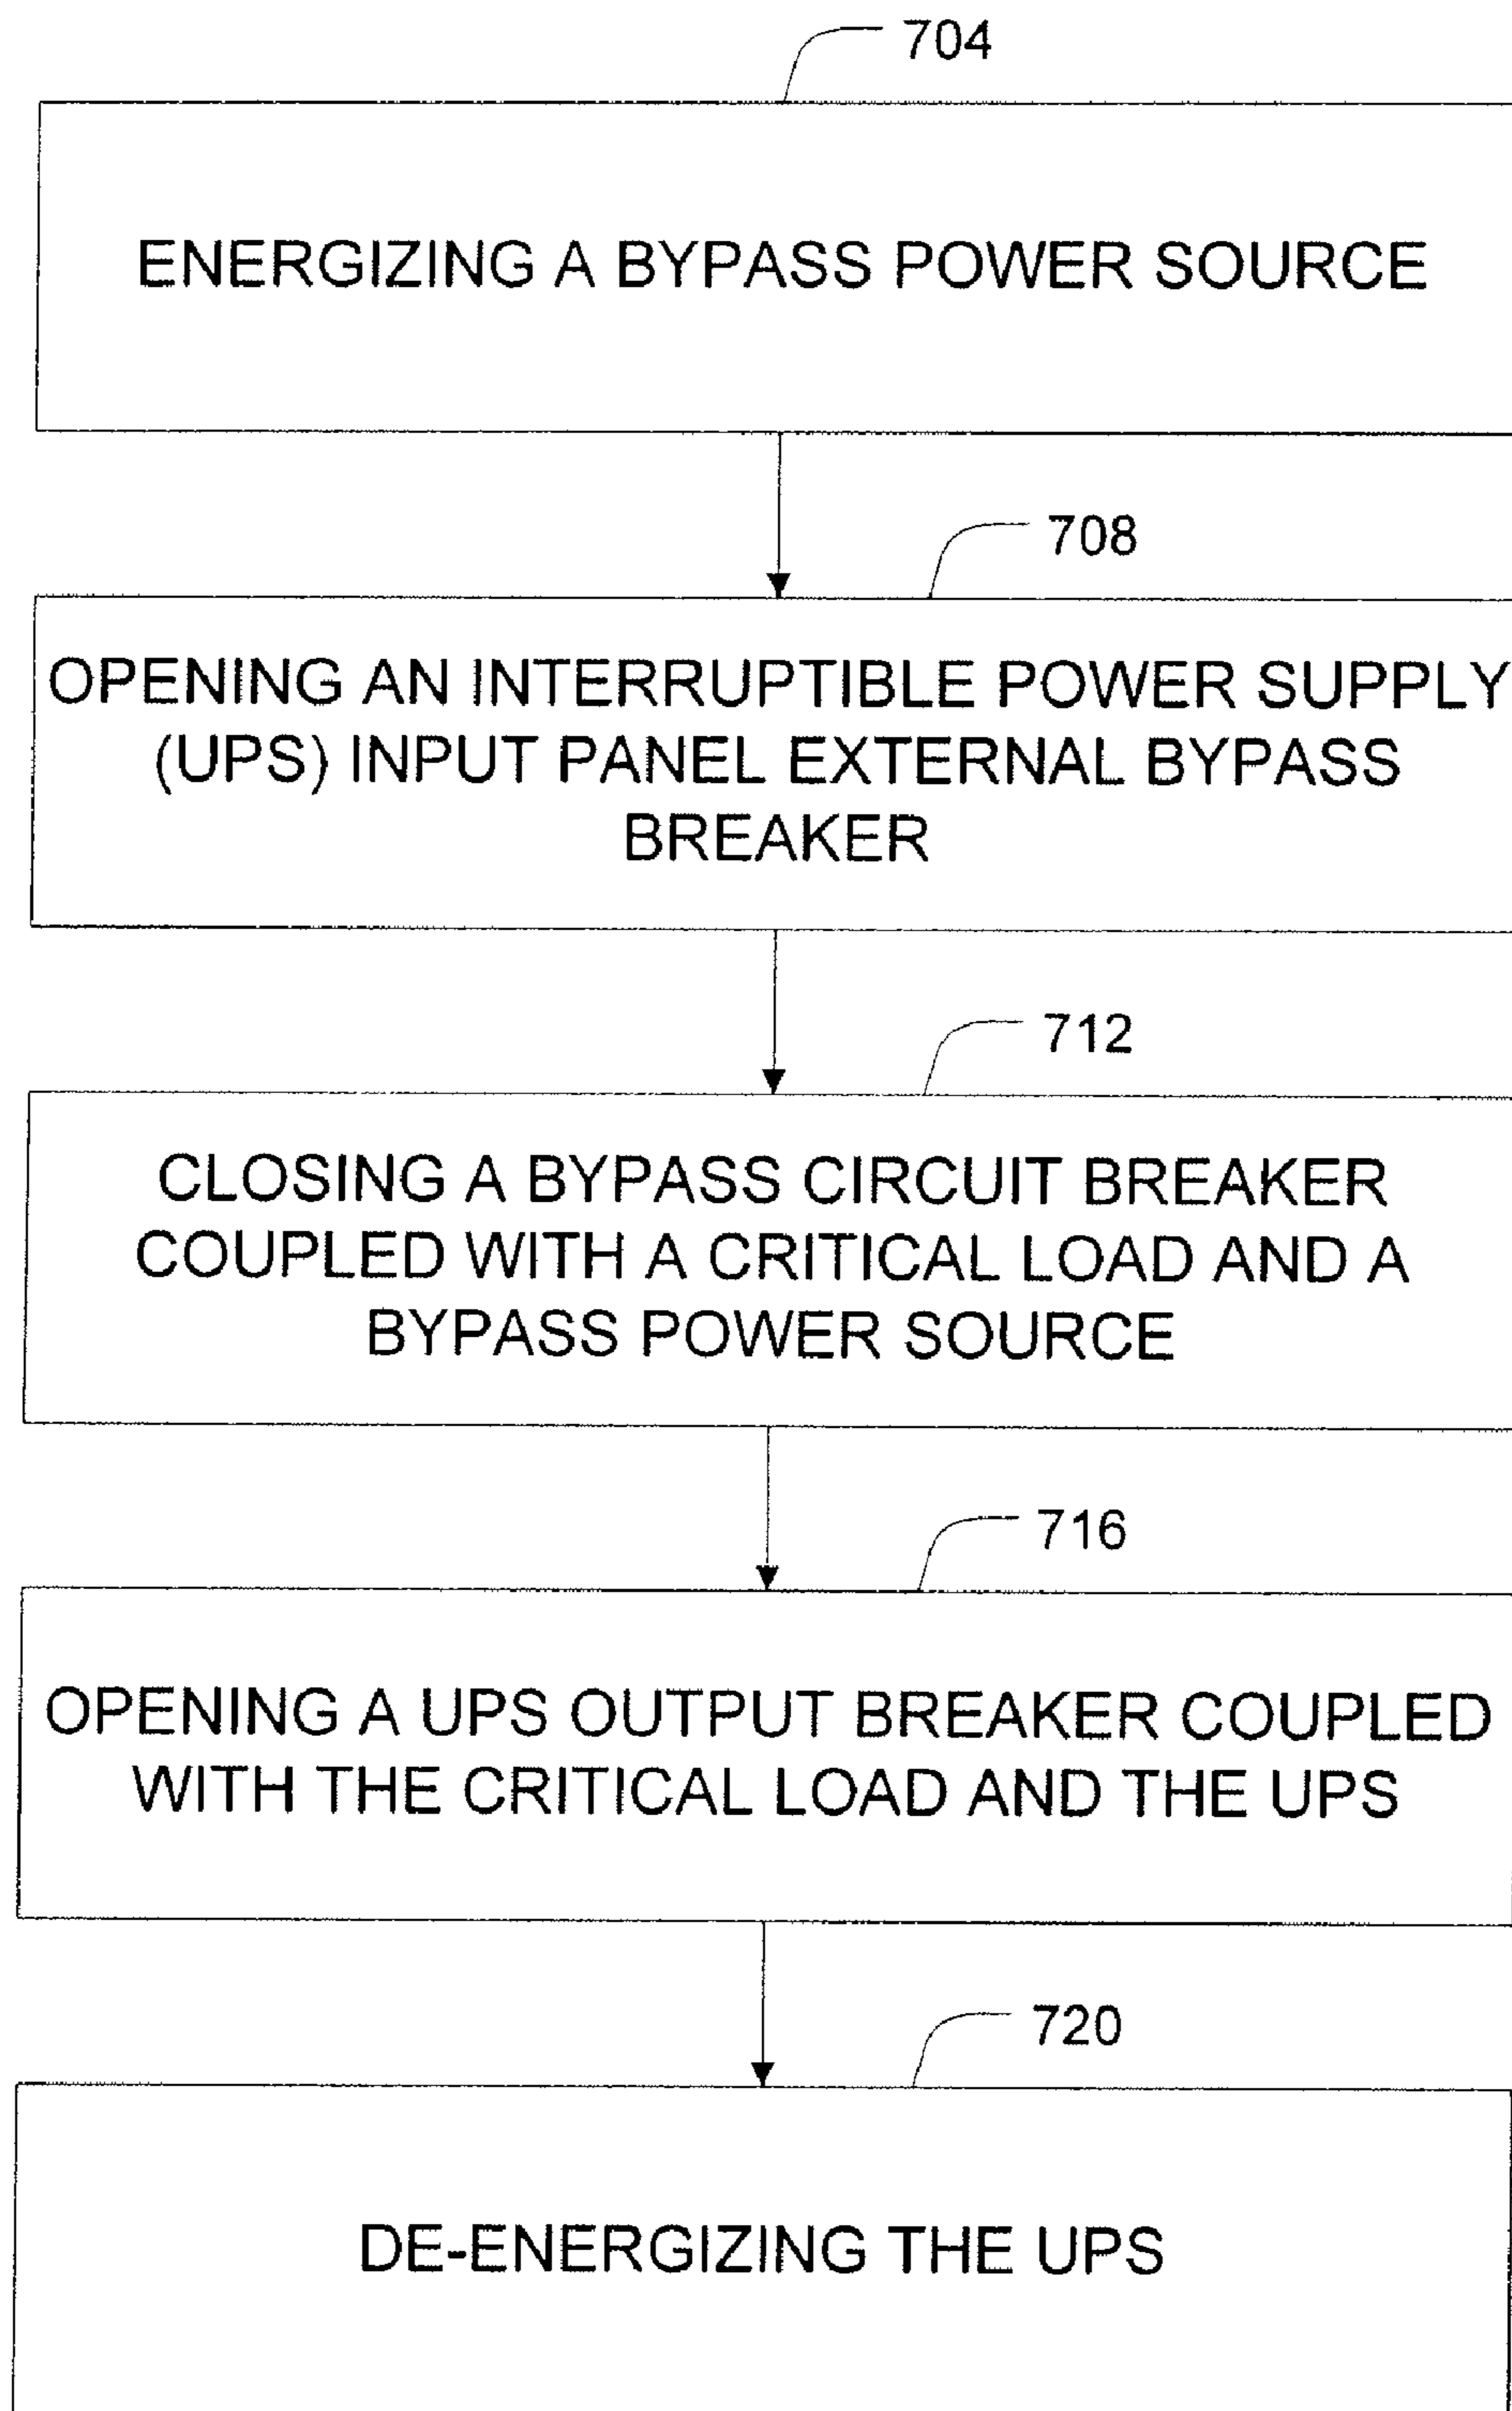 704
ENERGIZING A BYPASS POWER SOURCE
708
OPENING AN INTERRUPTIBLE POWER SUPPLY
(UPS) INPUT PANEL EXTERNAL BYPASS
BREAKER
712
CLOSING A BYPASS CIRCUIT BREAKER
COUPLED WITH A CRITICAL LOAD AND A
BYPASS POWER SOURCE
716
OPENING A UPS OUTPUT BREAKER COUPLED
WITH THE CRITICAL LOAD AND THE UPS
720
DE-ENERGIZING THE UPS